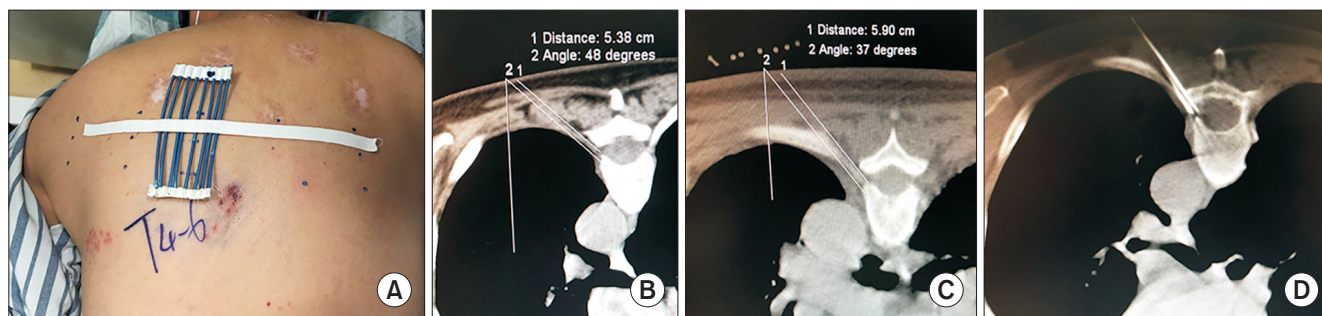 T4-6
A
1 Distance: 5.38 cm
2 Angle: 48 degrees
2 1
B
1 Distance: 5.90 cm
2 Angle: 37 degrees
2 1
C
D